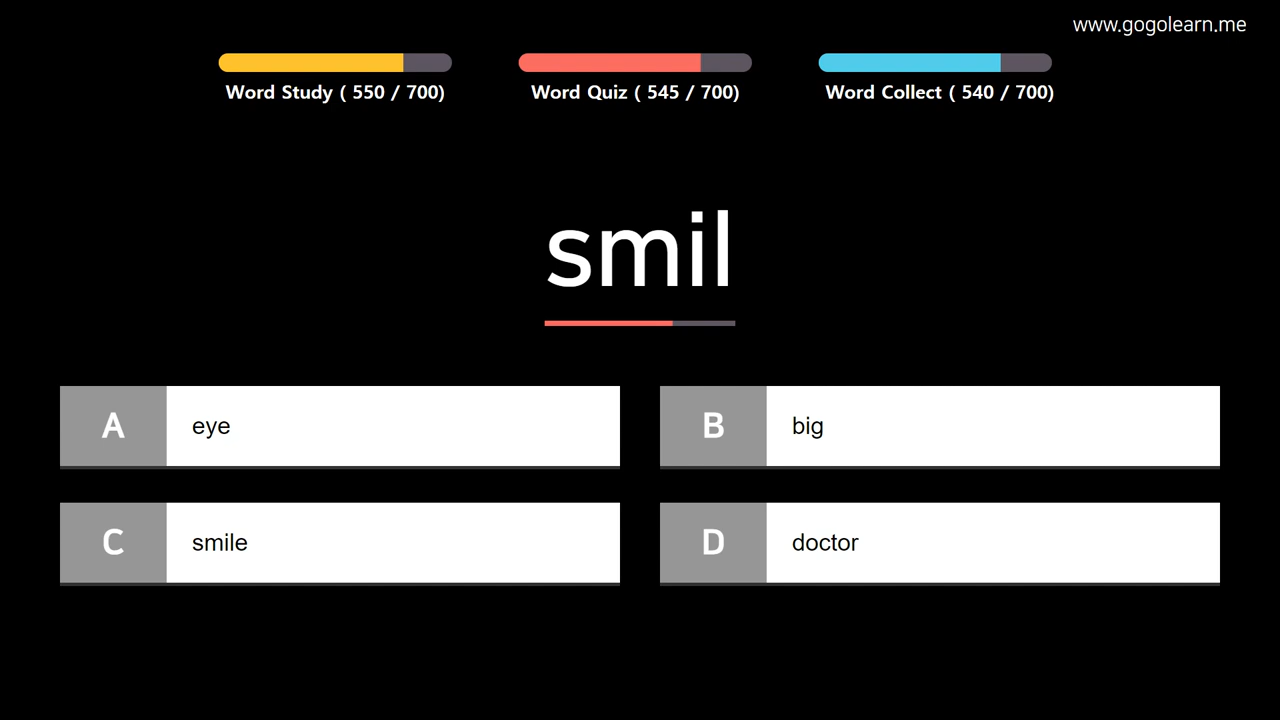 www.gogolearn.me
Word Study ( 550 / 700)
Word Quiz ( 545 / 700)
Word Collect ( 540 / 700)
smil
A eye
B big
C smile
D doctor